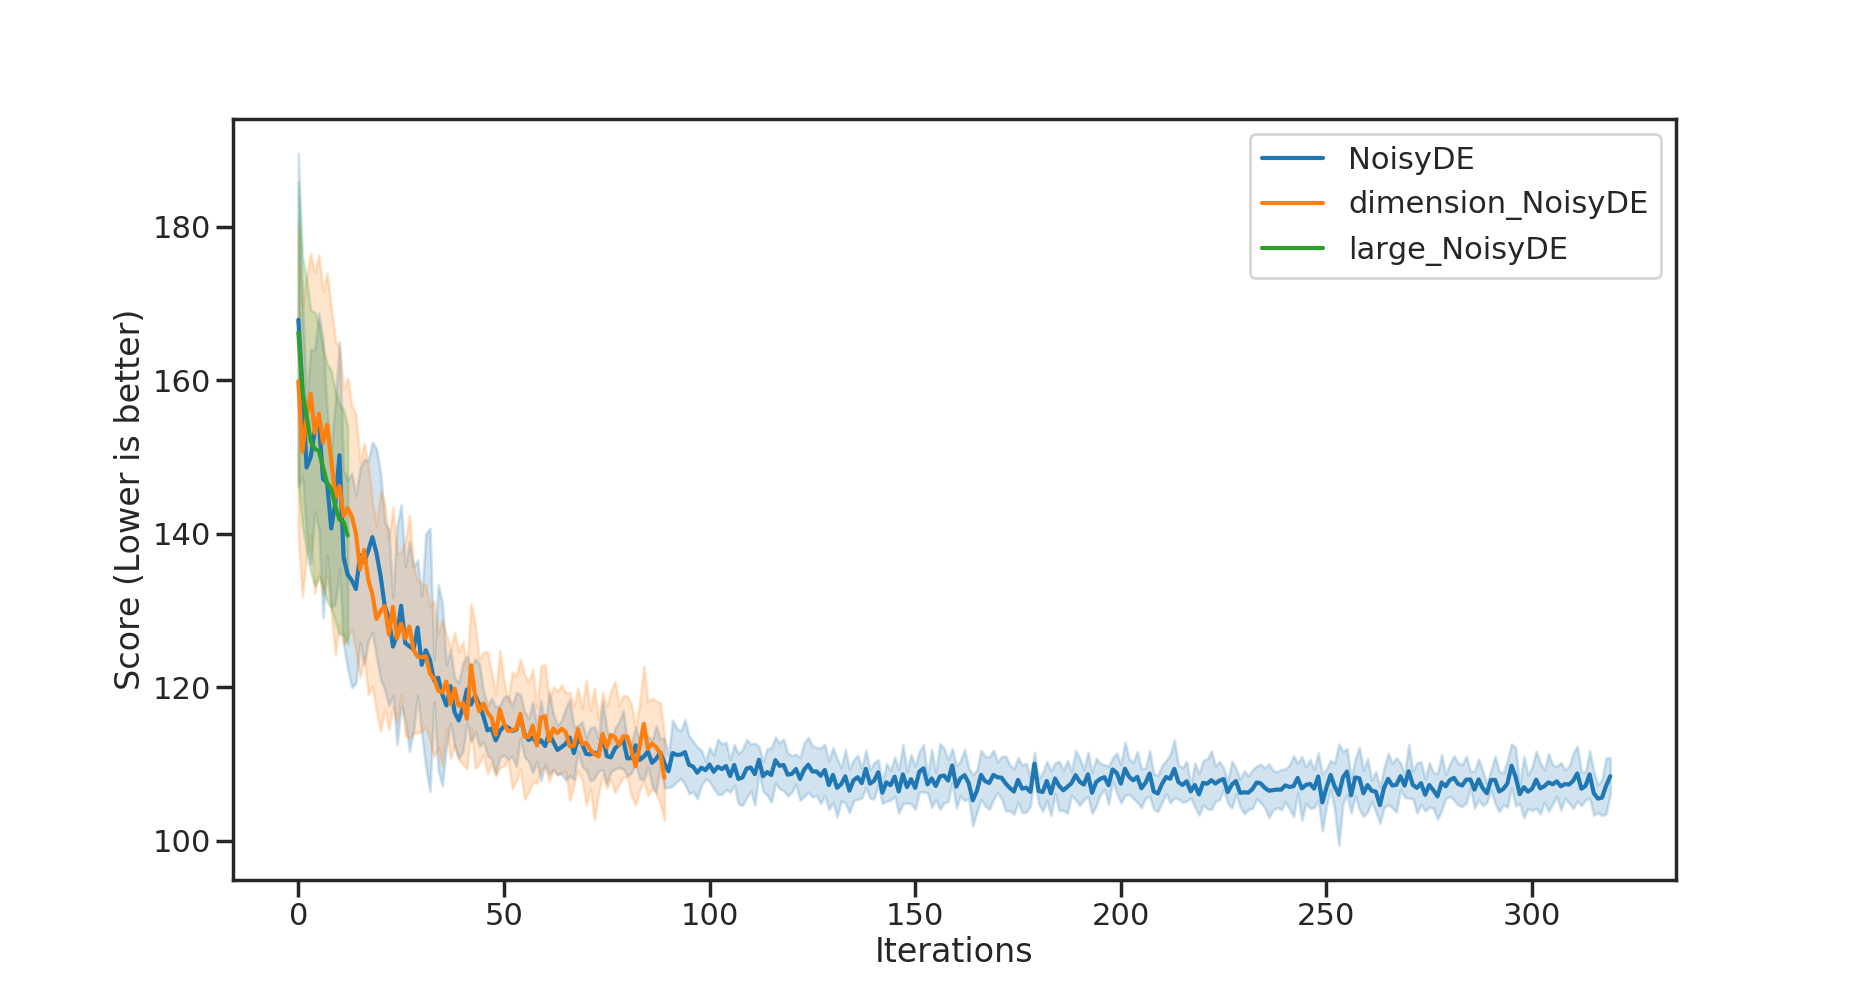 NoisyDE
dimension_NoisyDE
large_NoisyDE
180
160
140
120
100
Score (Lower is better)
0 50 100 150 200 250 300
Iterations